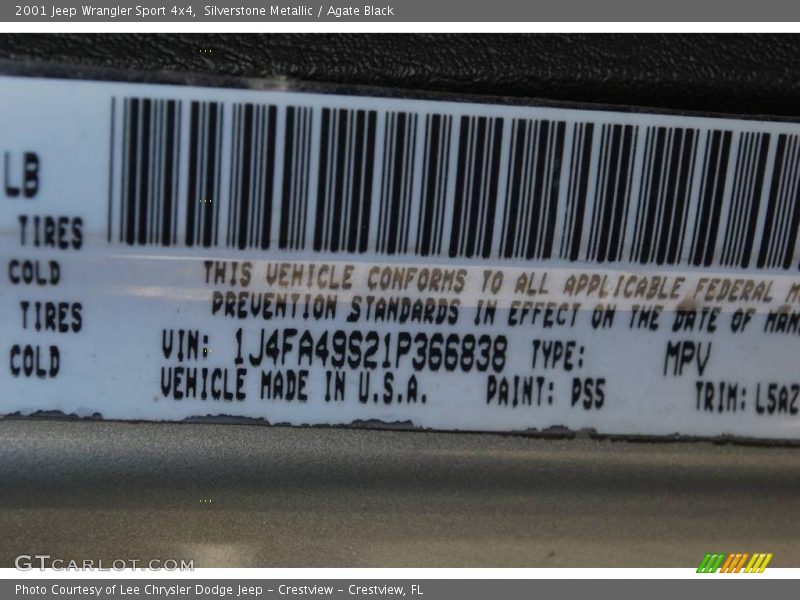 2001 Jeep Wrangler Sport 4x4, Silverstone Metallic / Agate Black
LB
TIRES
COLD
THIS VEHICLE CONFORMS TO ALL APPLICABLE FEDERAL M
TIRES
PREVENTION STANDARDS IN EFFECT ON THE DATE OF MAN
COLD
VIN: 1J4FA49S21P366838 TYPE: MPV
VEHICLE MADE IN U.S.A. PAINT: PS5 TRIM: L5AZ
GTCARLOT.COM
Photo Courtesy of Lee Chrysler Dodge Jeep - Crestview - Crestview, FL